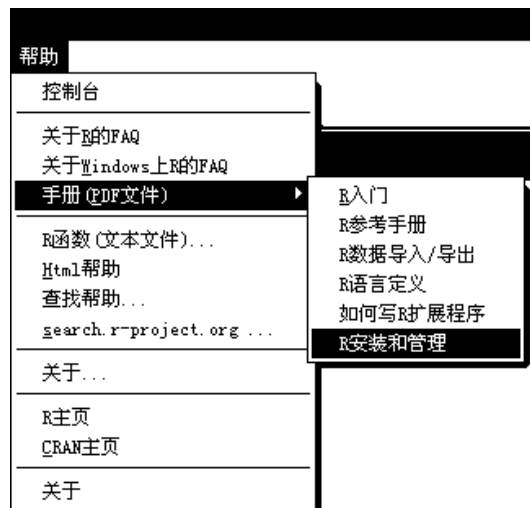 帮助
控制台
关于R的FAQ
关于Windows上R的FAQ
手册(PDF文件)
R入门
R参考手册
R数据导入/导出
R语言定义
如何写R扩展程序
R安装和管理
R函数(文本文件)...
Html帮助
查找帮助...
search.r-project.org ...
关于...
R主页
CRAN主页
关于